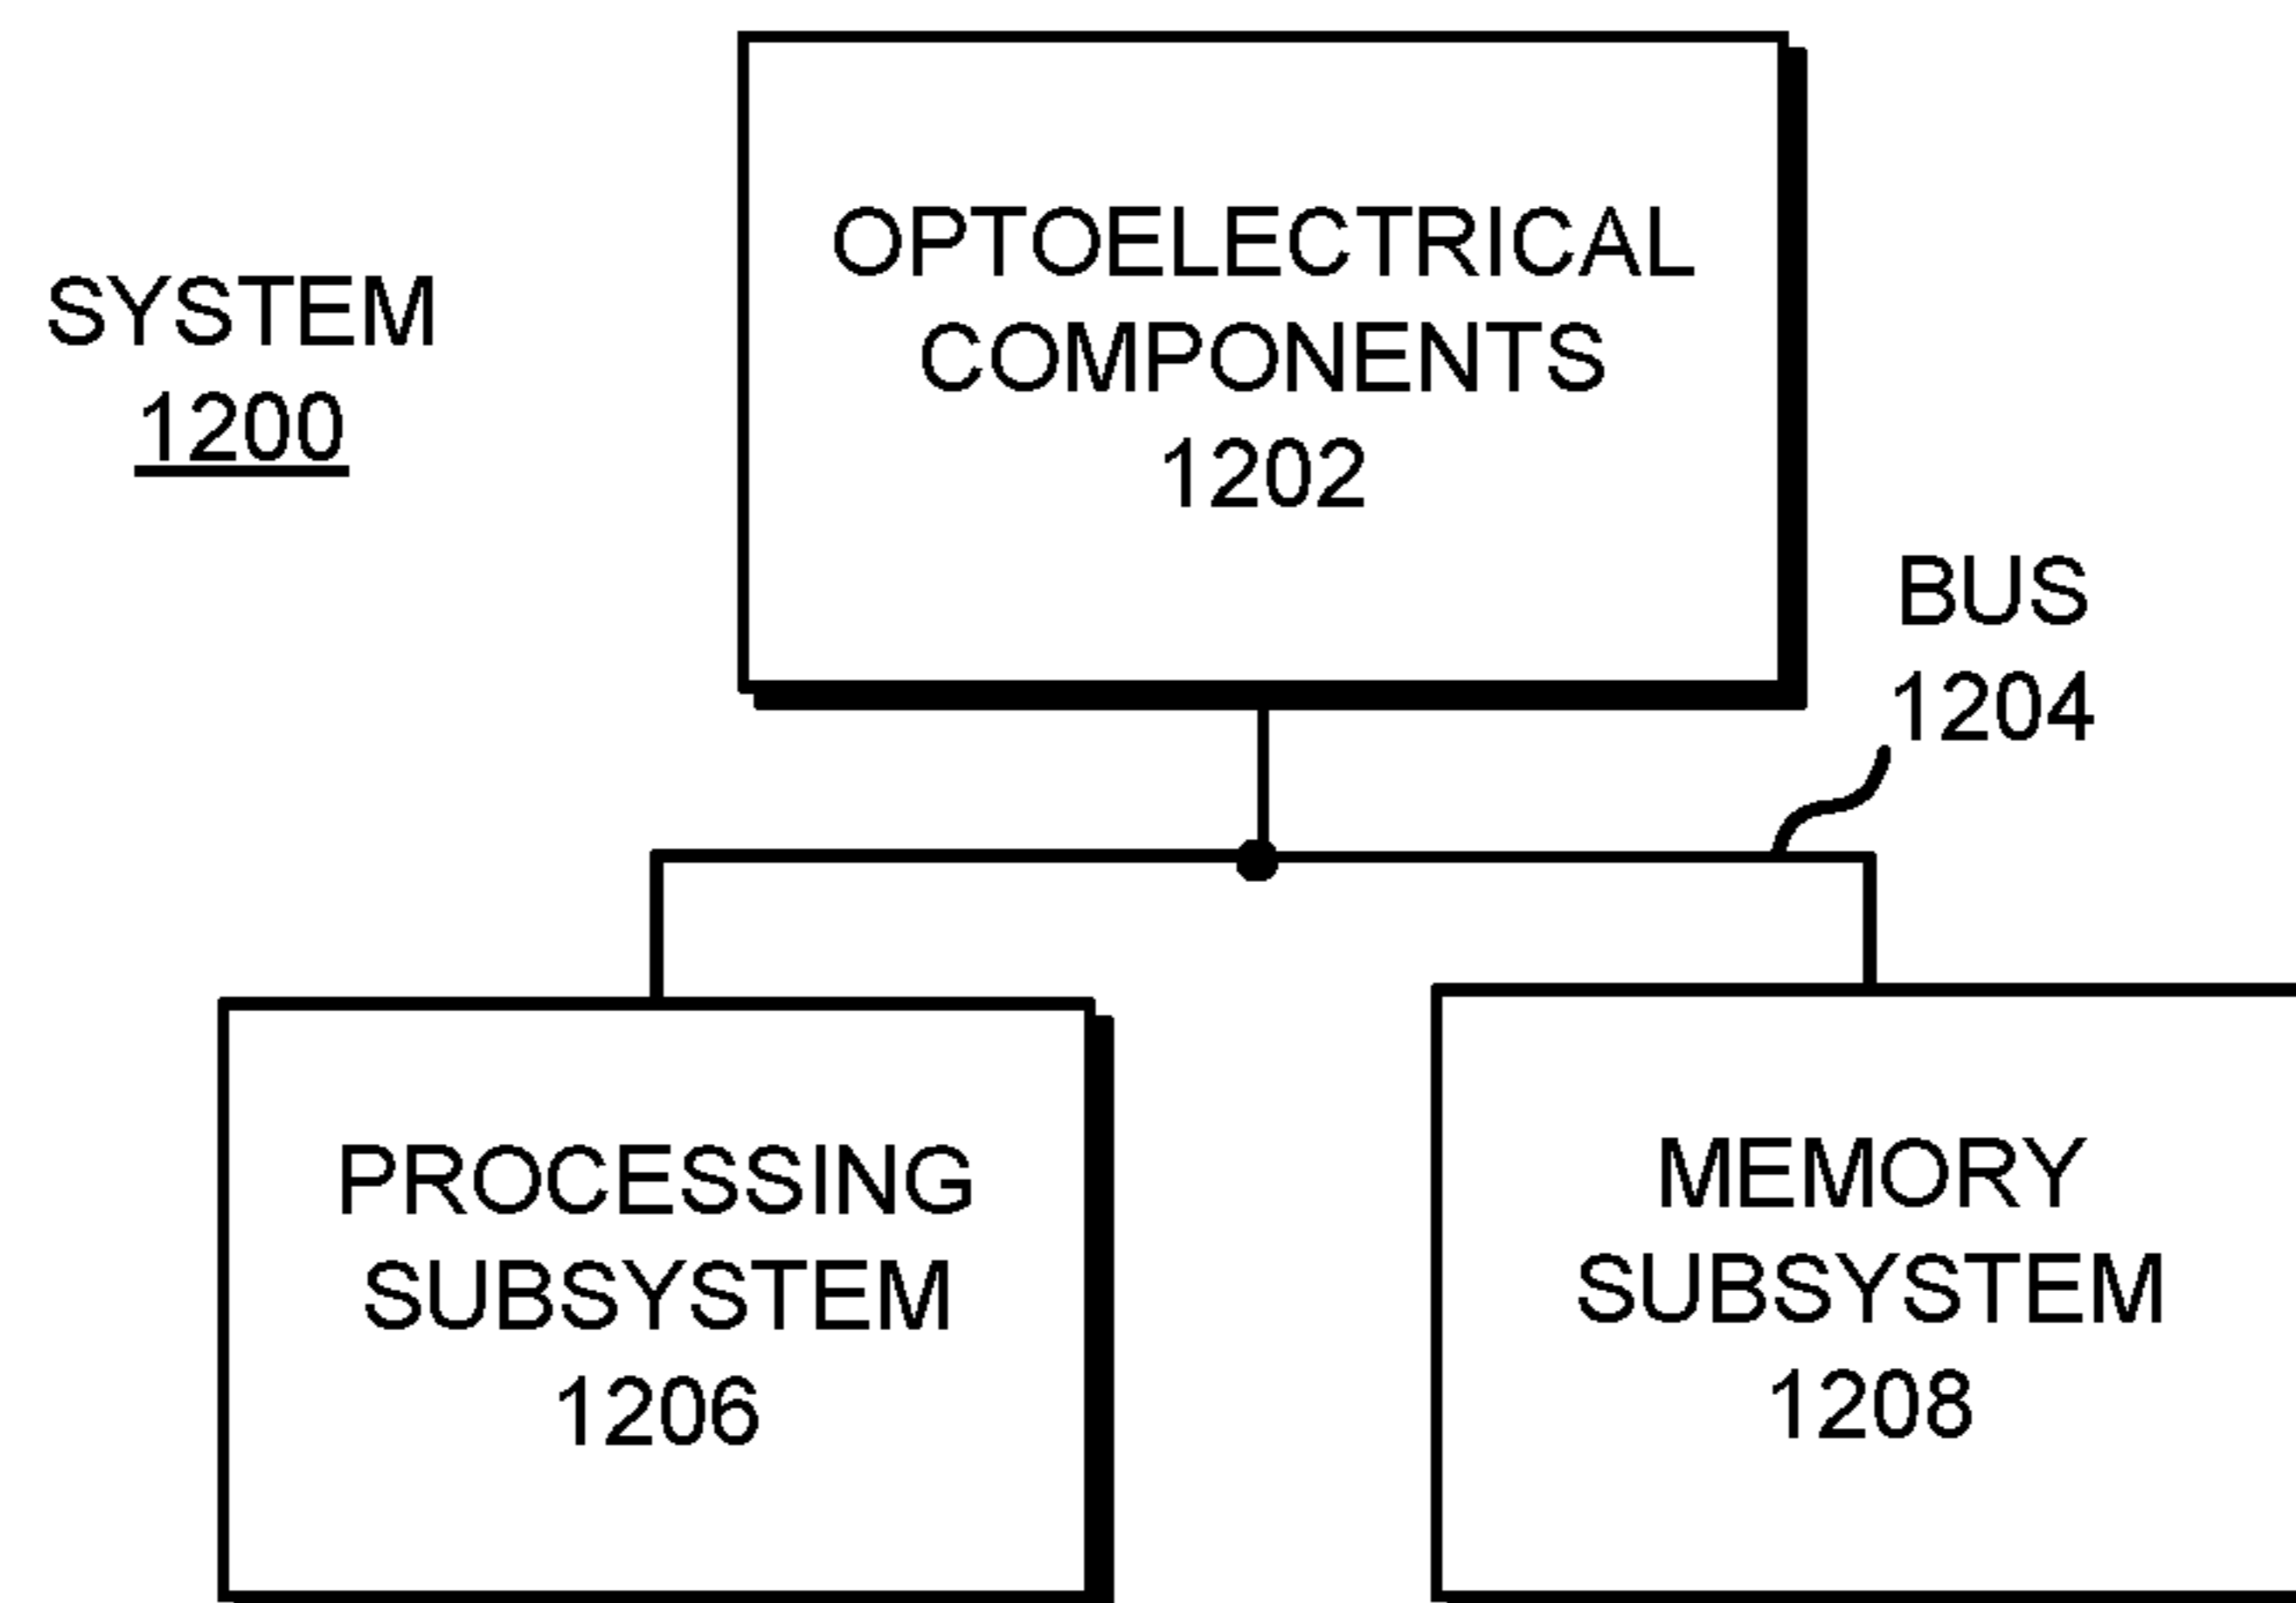 SYSTEM
1200
OPTOELECTRICAL
COMPONENTS
1202
BUS
1204
PROCESSING
SUBSYSTEM
1206
MEMORY
SUBSYSTEM
1208